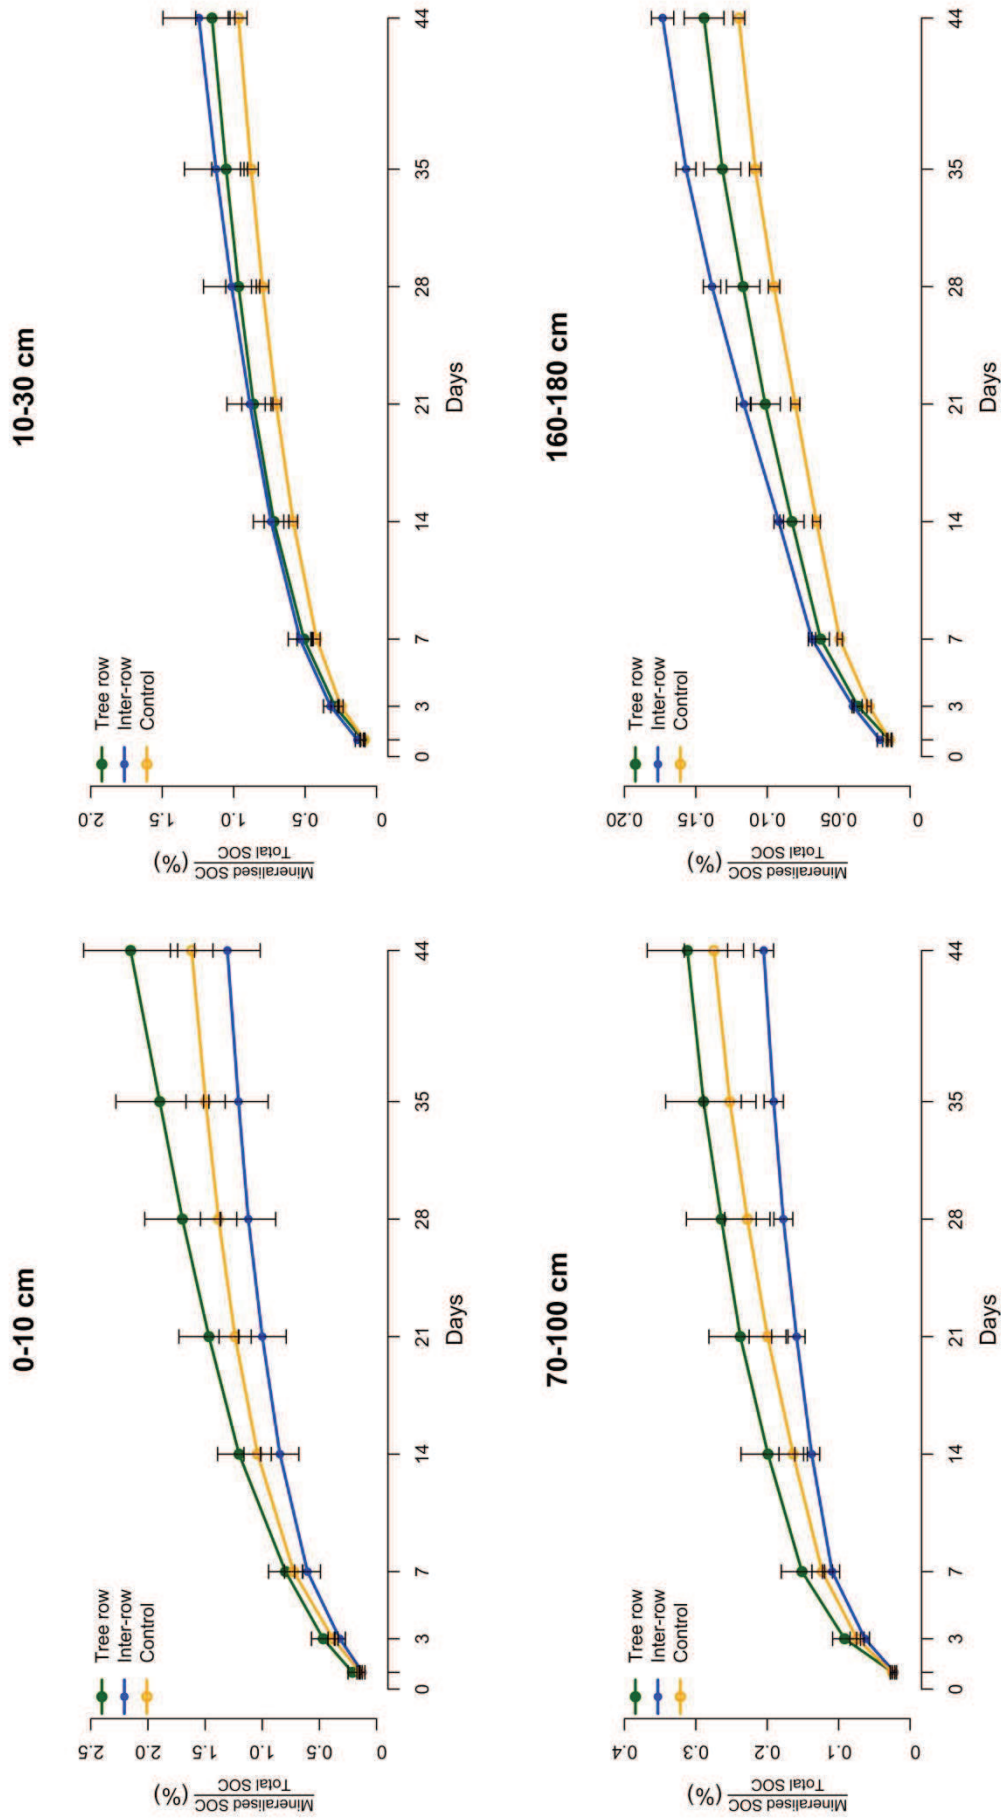 0-10 cm
Mineralised SOC
Total SOC
(%)
2.5
2.0
1.5
1.0
0.5
0
Tree row
Inter-row
Control
0 3 7 14 21 28 35 44
Days
10-30 cm
Mineralised SOC
Total SOC
(%)
2.0
1.5
1.0
0.5
0
Tree row
Inter-row
Control
0 3 7 14 21 28 35 44
Days
70-100 cm
Mineralised SOC
Total SOC
(%)
0.4
0.3
0.2
0.1
0
Tree row
Inter-row
Control
0 3 7 14 21 28 35 44
Days
160-180 cm
Mineralised SOC
Total SOC
(%)
0.20
0.15
0.10
0.05
0
Tree row
Inter-row
Control
0 3 7 14 21 28 35 44
Days